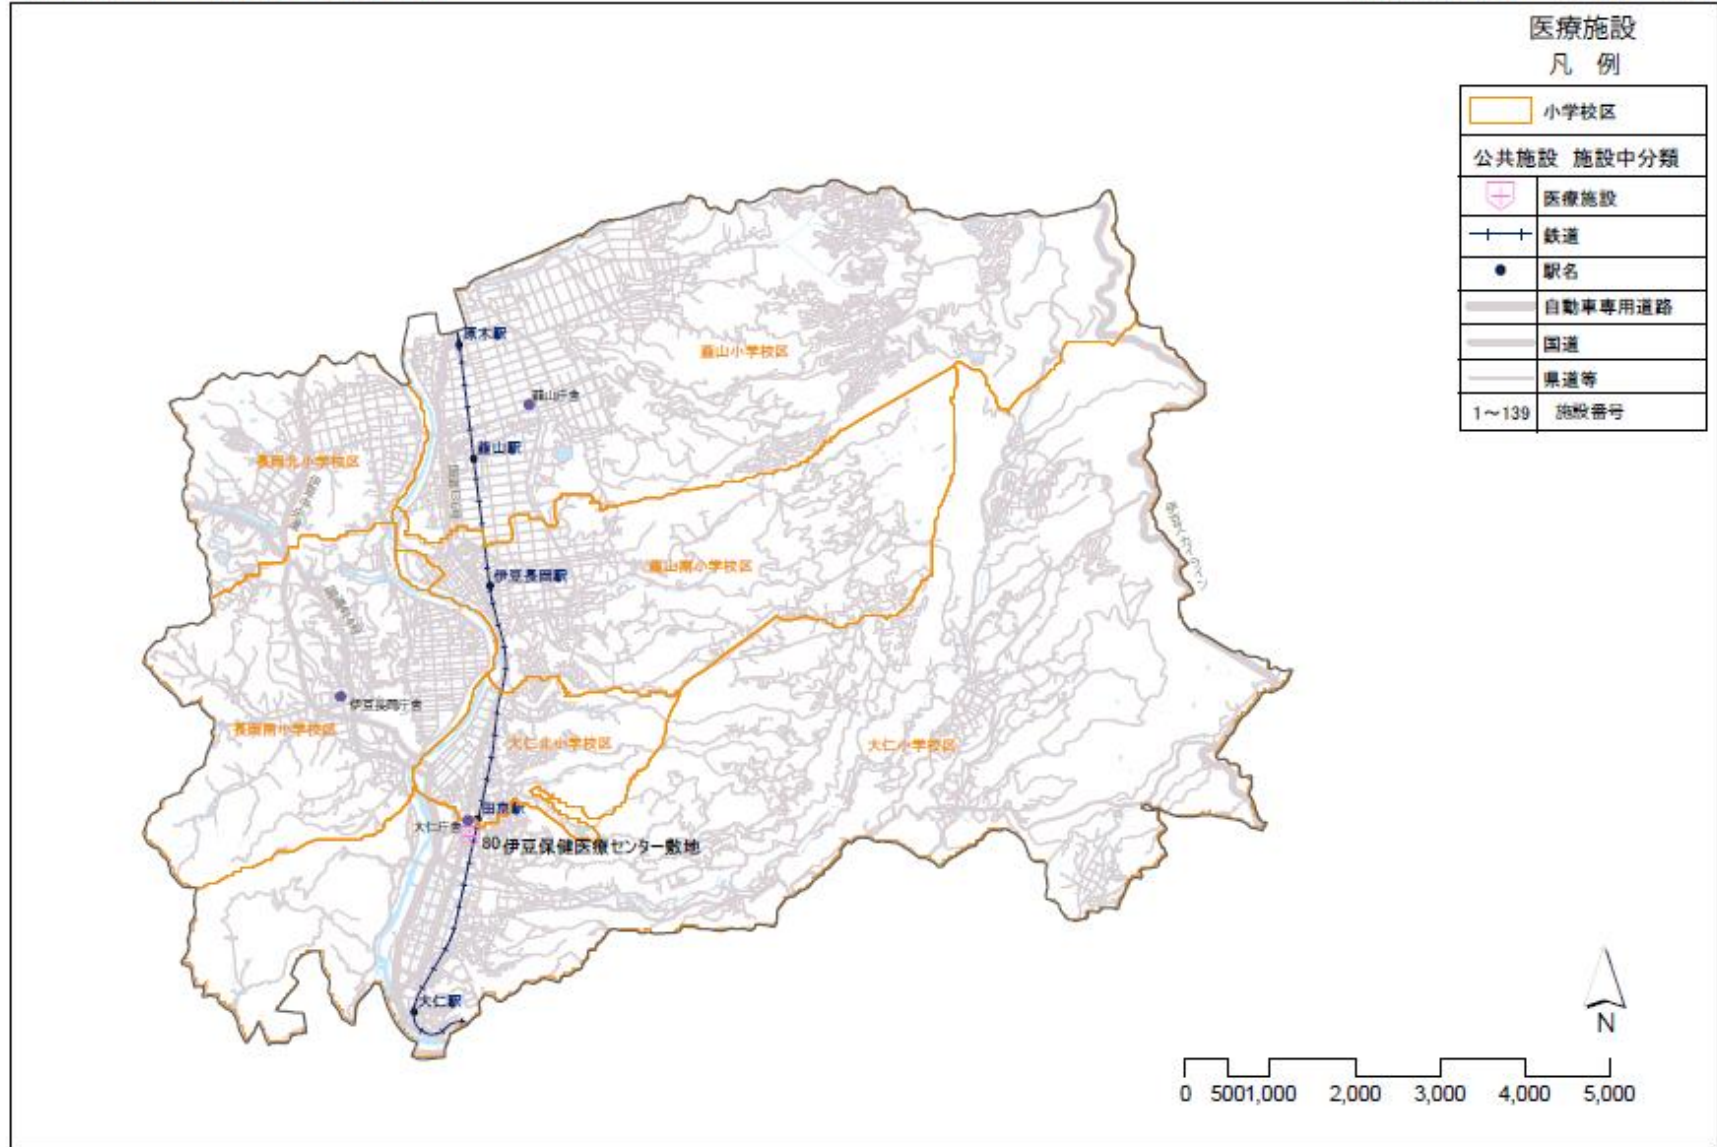 医療施設
凡 例
小学校区
公共施設 施設中分類
医療施設
鉄道
駅名
自動車専用道路
国道
県道等
1～139 施設番号
原木駅
韮山小学校区
韮山庁舎
韮山駅
長岡北小学校区
伊豆長岡駅
韮山南小学校区
伊豆長岡庁舎
長岡南小学校区
大仁北小学校区
大仁小学校区
田京駅
大仁庁舎
80 伊豆保健医療センター敷地
大仁駅
N
0 5001,000 2,000 3,000 4,000 5,000